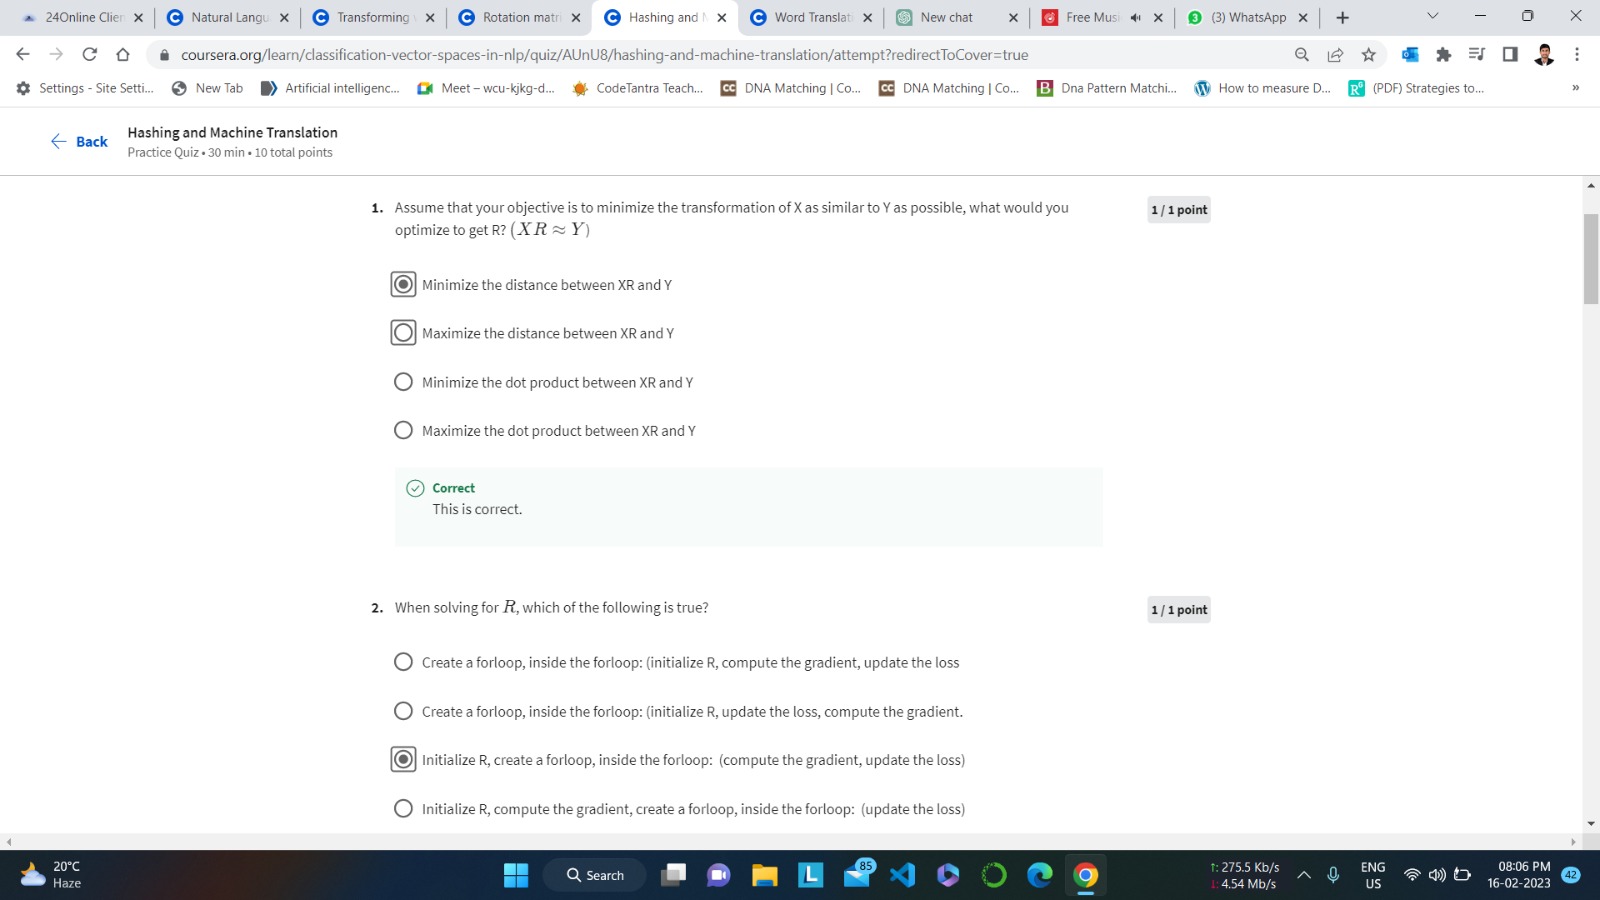 24Online Clien
Natural Langu
Transforming
Rotation matri
Hashing and
Word Translat
New chat
Free Musi
(3) WhatsApp
coursera.org/learn/classification-vector-spaces-in-nlp/quiz/AUnU8/hashing-and-machine-translation/attempt?redirectToCover=true
Settings - Site Setti...
New Tab
Artificial intelligenc...
Meet – wcu-kjkg-d...
CodeTantra Teach...
CC DNA Matching | Co...
CC DNA Matching | Co...
B Dna Pattern Matchi...
How to measure D...
(PDF) Strategies to...
»
Back
Hashing and Machine Translation
Practice Quiz • 30 min • 10 total points
1. Assume that your objective is to minimize the transformation of X as similar to Y as possible, what would you
optimize to get R? (XR ≈ Y)
1 / 1 point
Minimize the distance between XR and Y
Maximize the distance between XR and Y
Minimize the dot product between XR and Y
Maximize the dot product between XR and Y
Correct
This is correct.
2. When solving for R, which of the following is true?
1 / 1 point
Create a forloop, inside the forloop: (initialize R, compute the gradient, update the loss
Create a forloop, inside the forloop: (initialize R, update the loss, compute the gradient.
Initialize R, create a forloop, inside the forloop: (compute the gradient, update the loss)
Initialize R, compute the gradient, create a forloop, inside the forloop: (update the loss)
20°C
Haze
Search
85
↑: 275.5 Kb/s
↓: 4.54 Mb/s
ENG
US
08:06 PM
16-02-2023
42